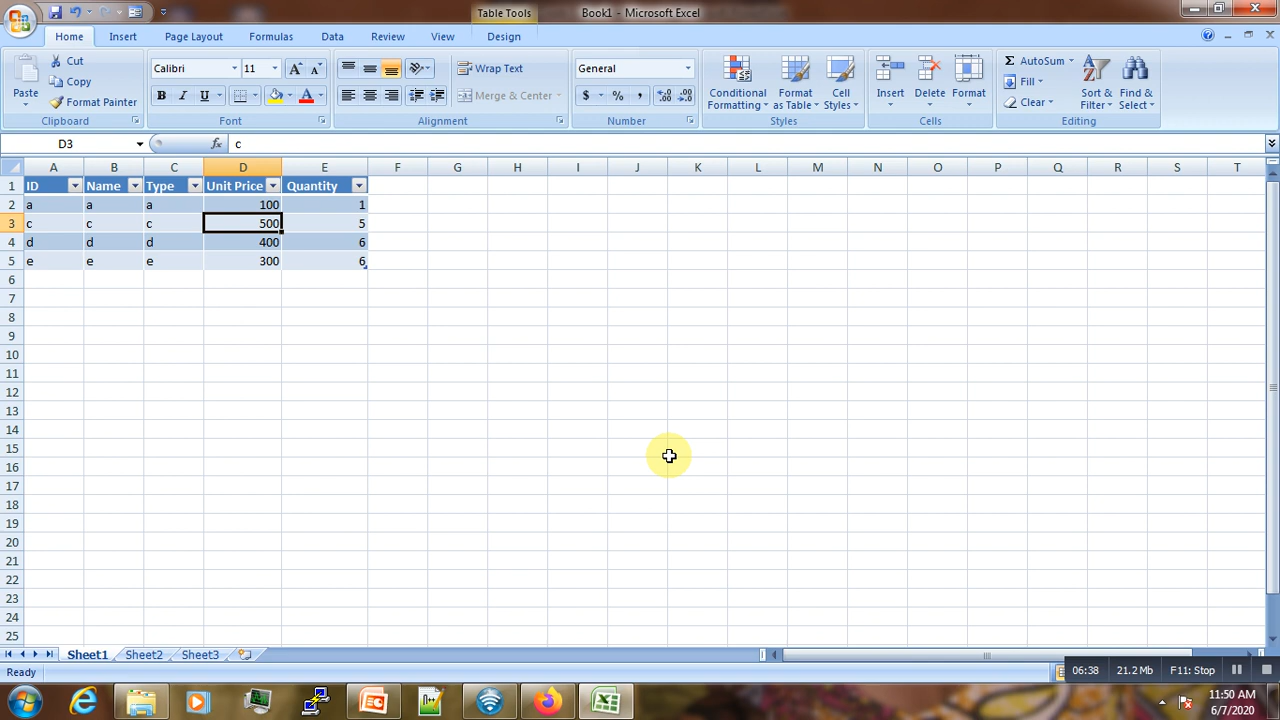 Table Tools
Book1 - Microsoft Excel
Home Insert Page Layout Formulas Data Review View Design
Paste
Cut
Copy
Format Painter
Clipboard
Calibri 11
B I U A
Font
Wrap Text
Merge & Center
Alignment
General
$ % ,
Number
Conditional Formatting
Format as Table
Cell Styles
Styles
Insert
Delete
Format
Cells
Σ AutoSum
Fill
Clear
Sort & Filter
Find & Select
Editing
D3 fx c
A B C D E F G H I J K L M N O P Q R S T
1 ID Name Type Unit Price Quantity
2 a a a 100 1
3 c c c 500 5
4 d d d 400 6
5 e e e 300 6
6
7
8
9
10
11
12
13
14
15
16
17
18
19
20
21
22
23
24
25
Sheet1 Sheet2 Sheet3
Ready
06:38 21.2 Mb F11: Stop
11:50 AM
6/7/2020